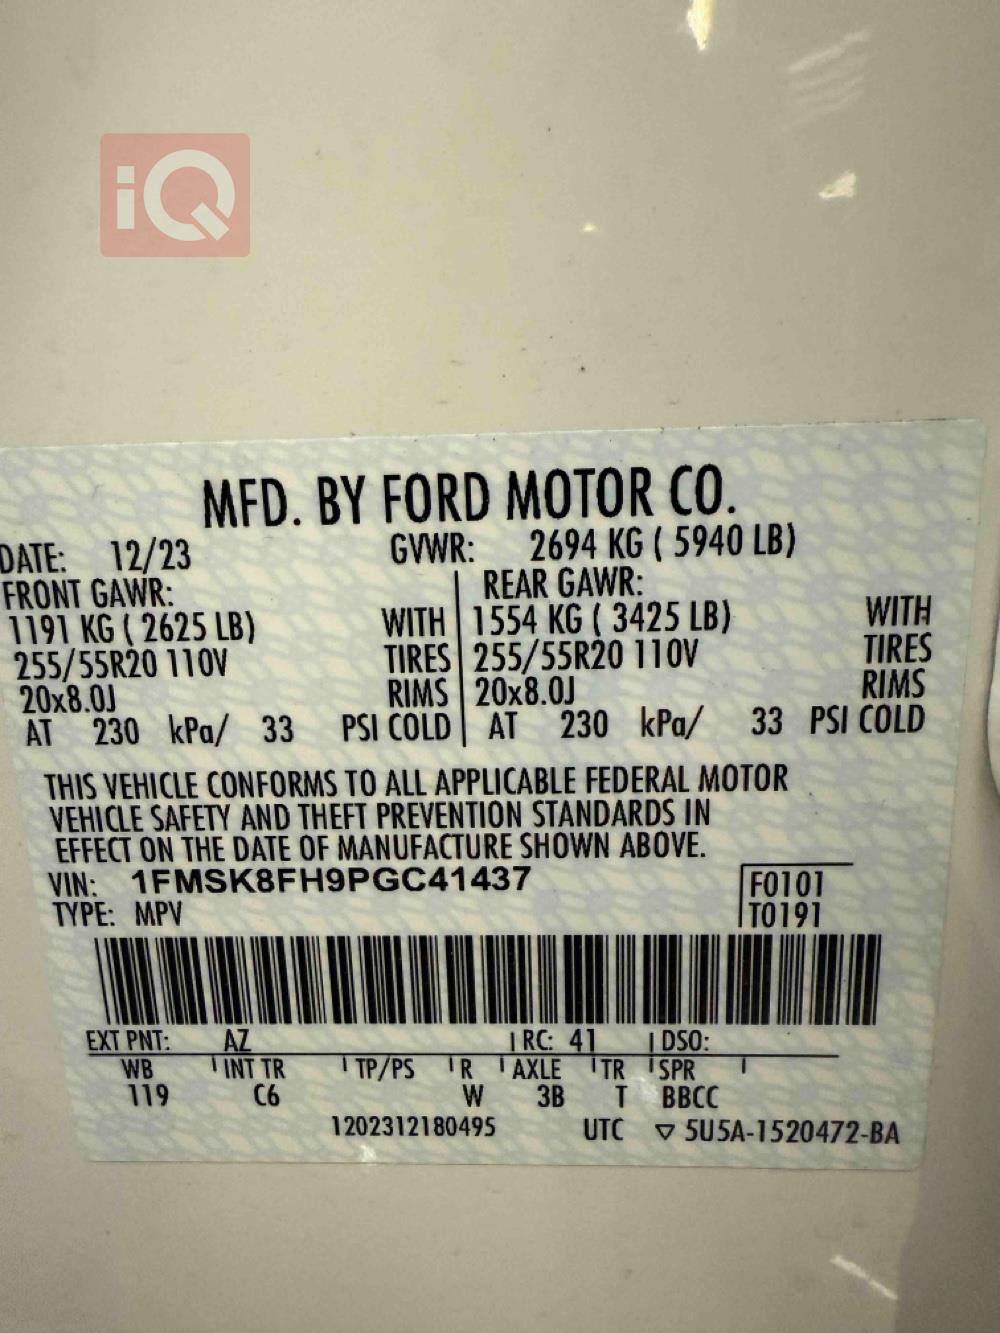 iQ
MFD. BY FORD MOTOR CO.
DATE: 12/23 GVWR: 2694 KG ( 5940 LB)
FRONT GAWR: REAR GAWR:
1191 KG ( 2625 LB) WITH 1554 KG ( 3425 LB) WITH
255/55R20 110V TIRES 255/55R20 110V TIRES
20x8.0J RIMS 20x8.0J RIMS
AT 230 kPa/ 33 PSI COLD AT 230 kPa/ 33 PSI COLD
THIS VEHICLE CONFORMS TO ALL APPLICABLE FEDERAL MOTOR
VEHICLE SAFETY AND THEFT PREVENTION STANDARDS IN
EFFECT ON THE DATE OF MANUFACTURE SHOWN ABOVE.
VIN: 1FMSK8FH9PGC41437 F0101
TYPE: MPV T0191
EXT PNT: AZ RC: 41 DSO:
WB INT TR TP/PS R AXLE TR SPR
119 C6 W 3B T BBCC
1202312180495 UTC ▽ 5U5A-1520472-BA